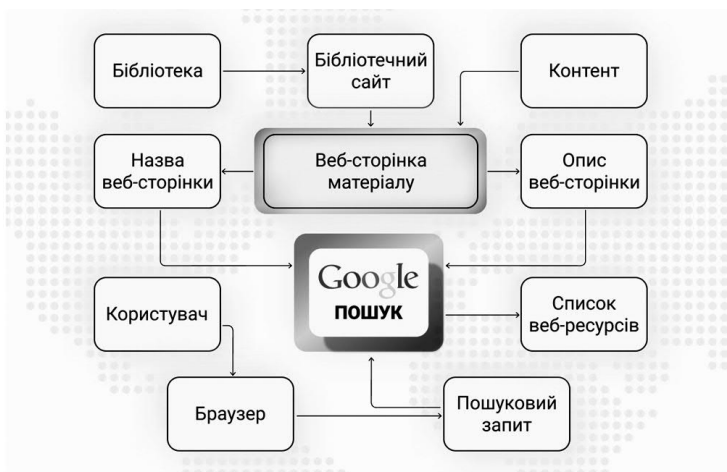 Бібліотека
Бібліотечний
сайт
Контент
Назва
веб-сторінки
Веб-сторінка
матеріалу
Опис
веб-сторінки
Google
ПОШУК
Користувач
Список
веб-ресурсів
Браузер
Пошуковий
запит